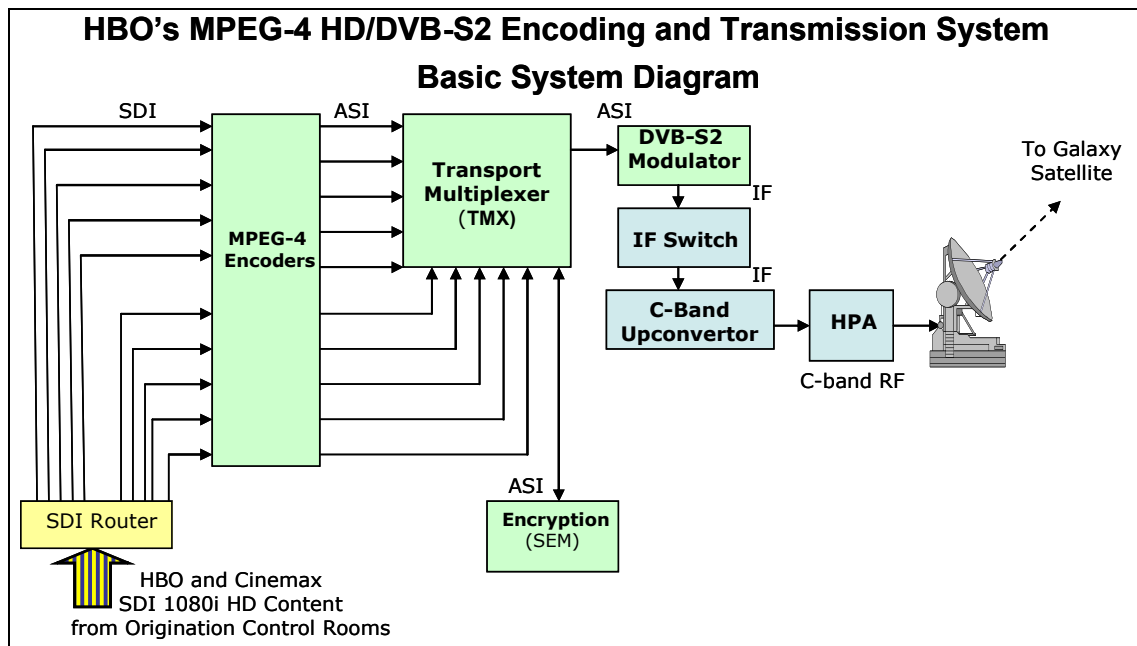 HBO's MPEG-4 HD/DVB-S2 Encoding and Transmission System
Basic System Diagram
SDI
ASI
ASI
MPEG-4
Encoders
Transport
Multiplexer
(TMX)
DVB-S2
Modulator
IF
IF Switch
IF
C-Band
Upconvertor
HPA
C-band RF
To Galaxy
Satellite
ASI
Encryption
(SEM)
SDI Router
HBO and Cinemax
SDI 1080i HD Content
from Origination Control Rooms